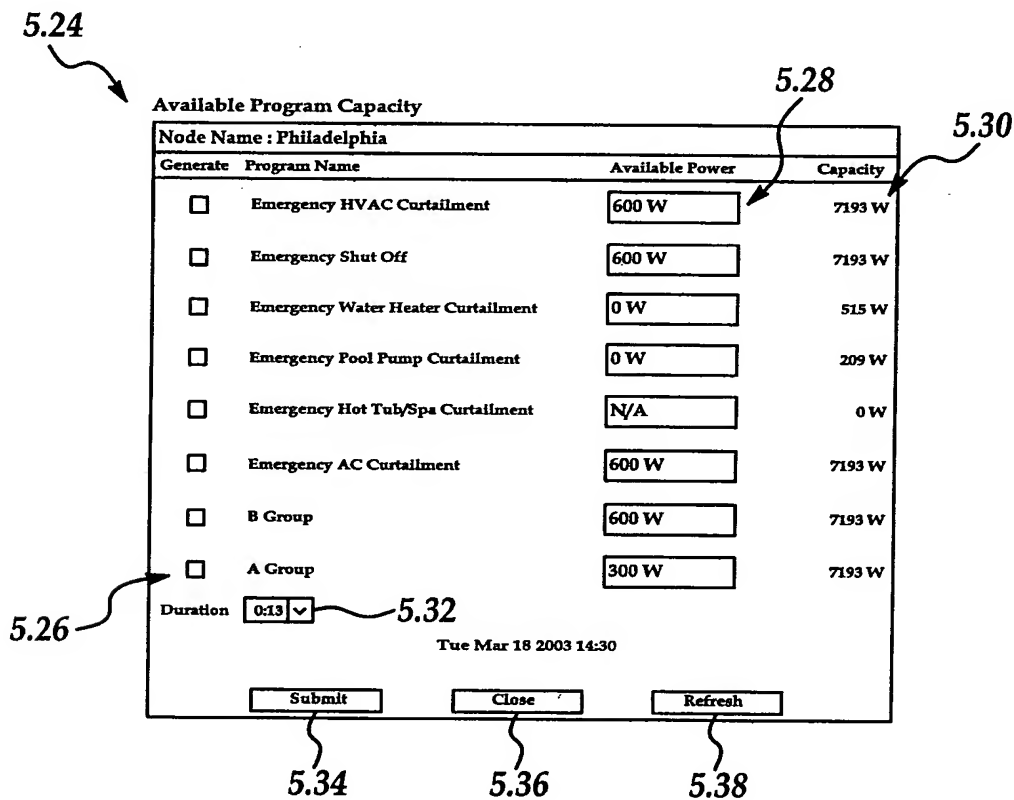 5.24
5.28
Available Program Capacity
5.30
Node Name : Philadelphia
Generate Program Name Available Power Capacity
Emergency HVAC Curtailment 600 W 7193 W
Emergency Shut Off 600 W 7193 W
Emergency Water Heater Curtailment 0 W 515 W
Emergency Pool Pump Curtailment 0 W 209 W
Emergency Hot Tub/Spa Curtailment N/A 0 W
Emergency AC Curtailment 600 W 7193 W
B Group 600 W 7193 W
A Group 300 W 7193 W
5.26
Duration 0:13 5.32
Tue Mar 18 2003 14:30
Submit Close Refresh
5.34 5.36 5.38